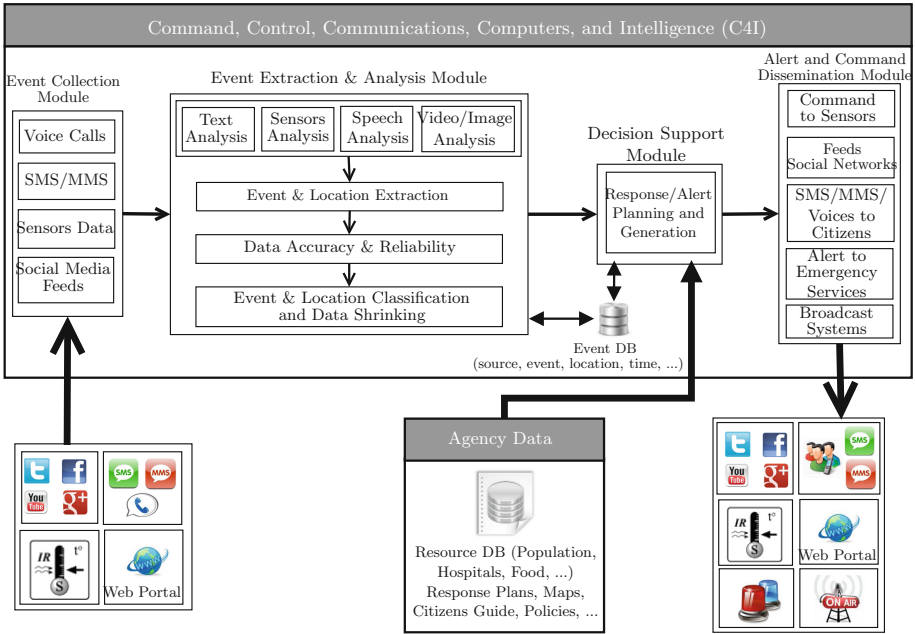 Command, Control, Communications, Computers, and Intelligence (C4I)
Event Collection
Module
Voice Calls
SMS/MMS
Sensors Data
Social Media
Feeds
Event Extraction & Analysis Module
Text
Analysis
Sensors
Analysis
Speech
Analysis
Video/Image
Analysis
Event & Location Extraction
Data Accuracy & Reliability
Event & Location Classification
and Data Shrinking
Decision Support
Module
Response/Alert
Planning and
Generation
Event DB
(source, event, location, time, ...)
Alert and Command
Dissemination Module
Command
to Sensors
Feeds
Social Networks
SMS/MMS/
Voices to
Citizens
Alert to
Emergency
Services
Broadcast
Systems
t f
You
Tube
g+
SMS
MMS
IR t°
S
WWW
Web Portal
Agency Data
Resource DB (Population,
Hospitals, Food, ...)
Response Plans, Maps,
Citizens Guide, Policies, ...
t f
You
Tube
g+
SMS
MMS
IR t°
S
WWW
Web Portal
ON AIR